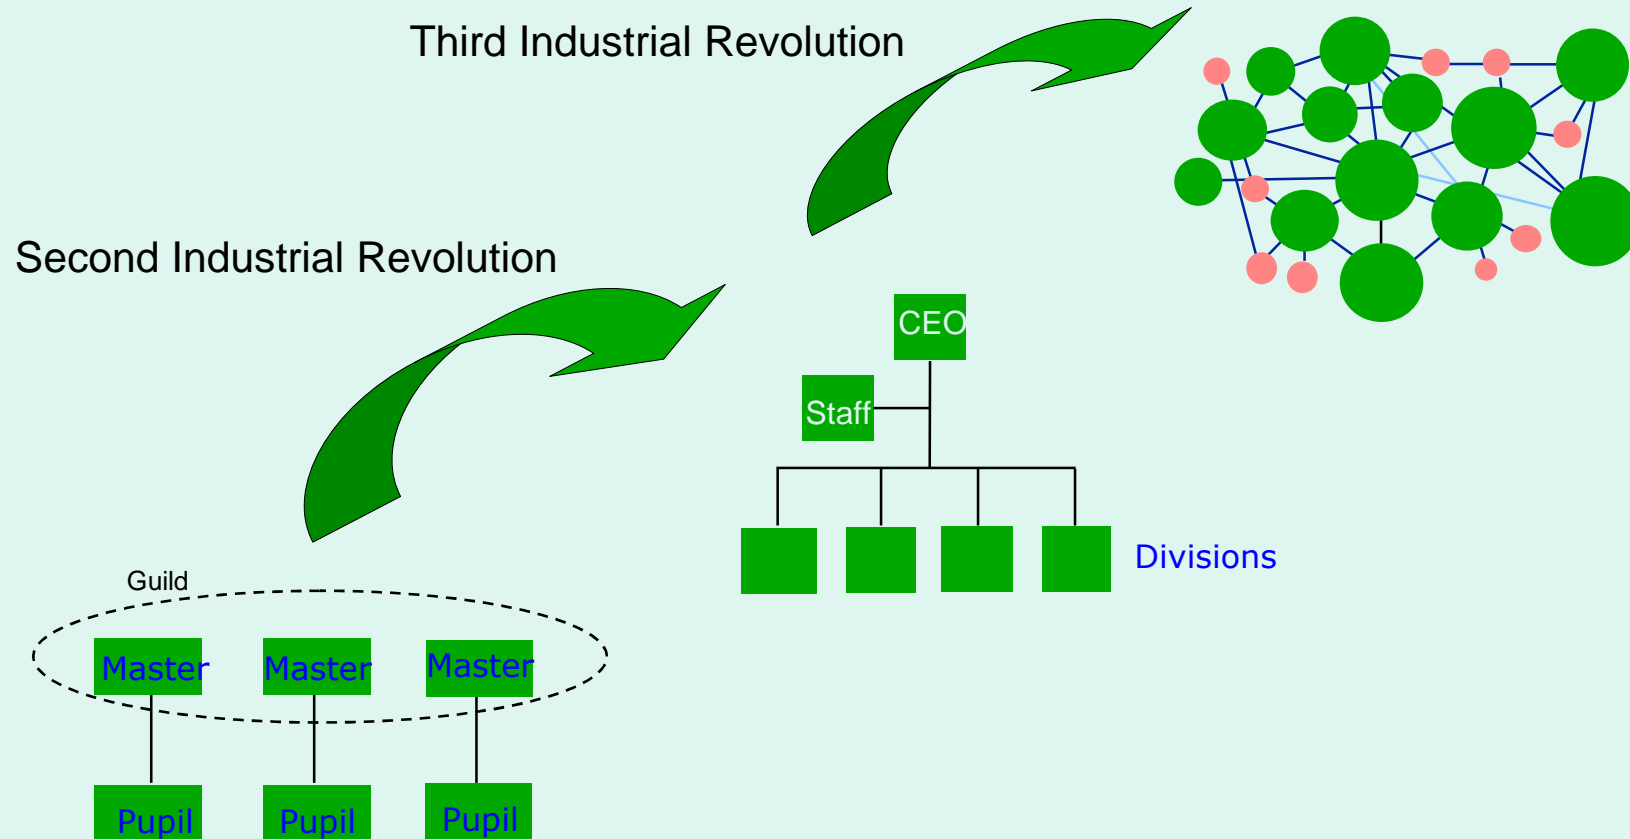 Third Industrial Revolution
Second Industrial Revolution
CEO
Staff
Divisions
Guild
Master Master Master
Pupil Pupil Pupil